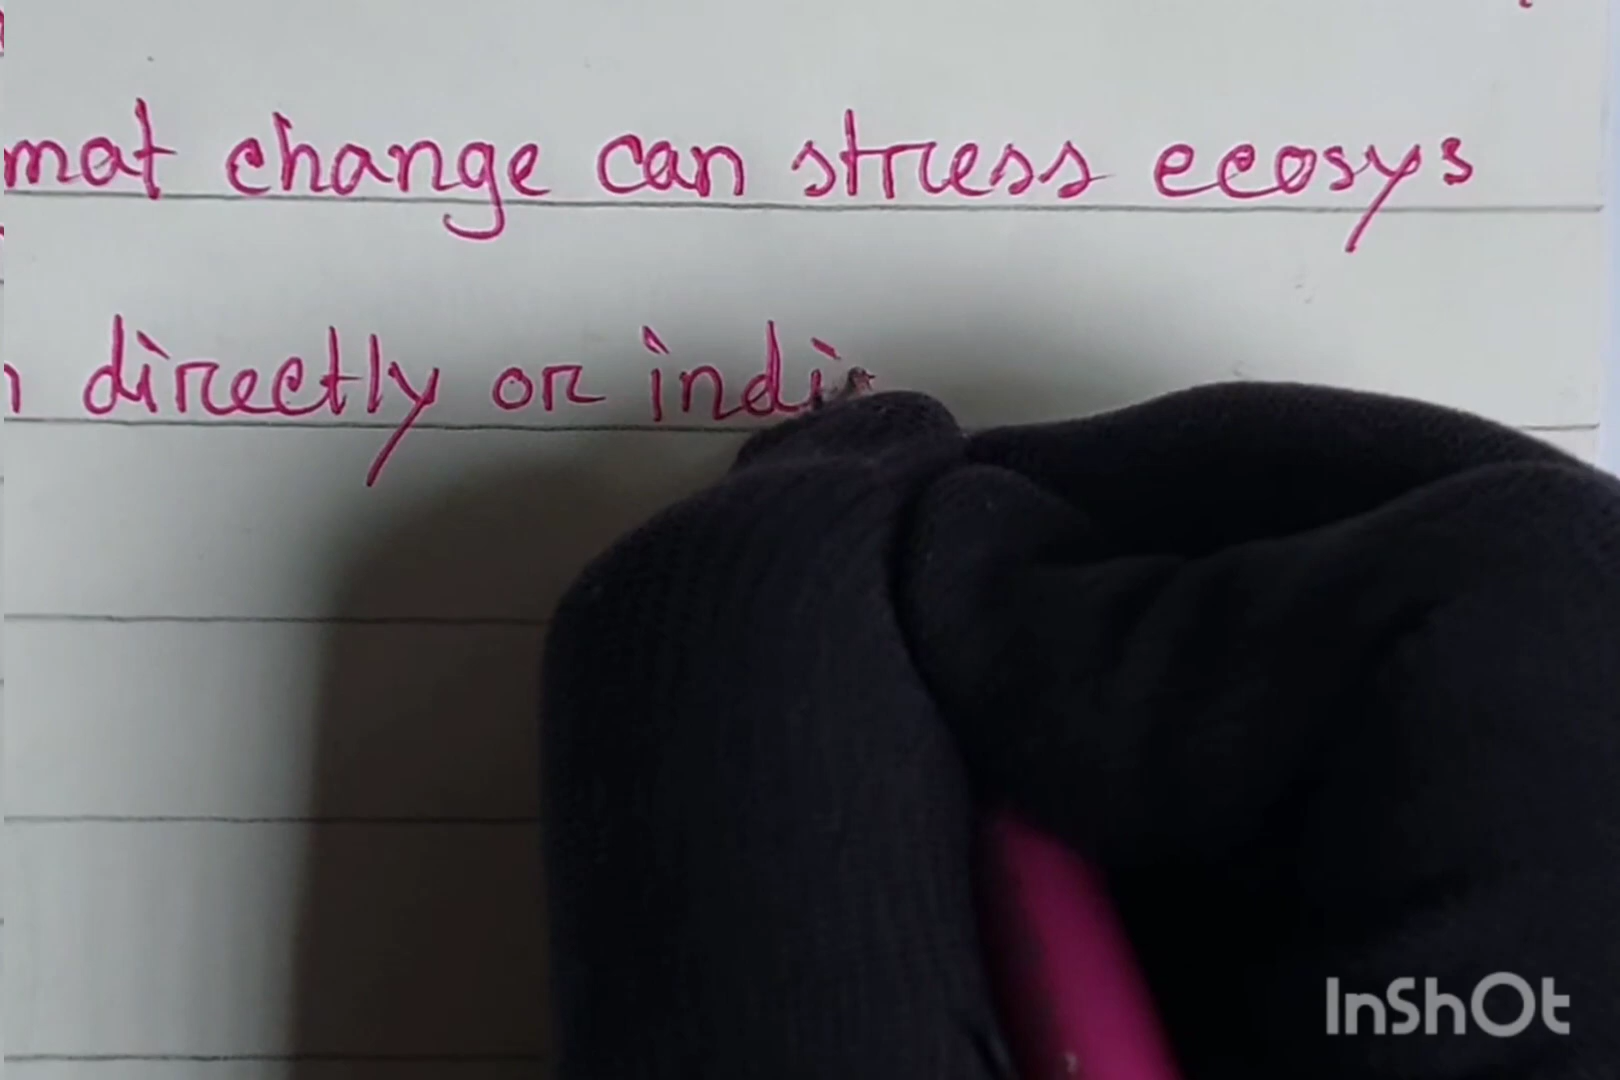 mat change can stress ecosys
directly or indi
InShOt